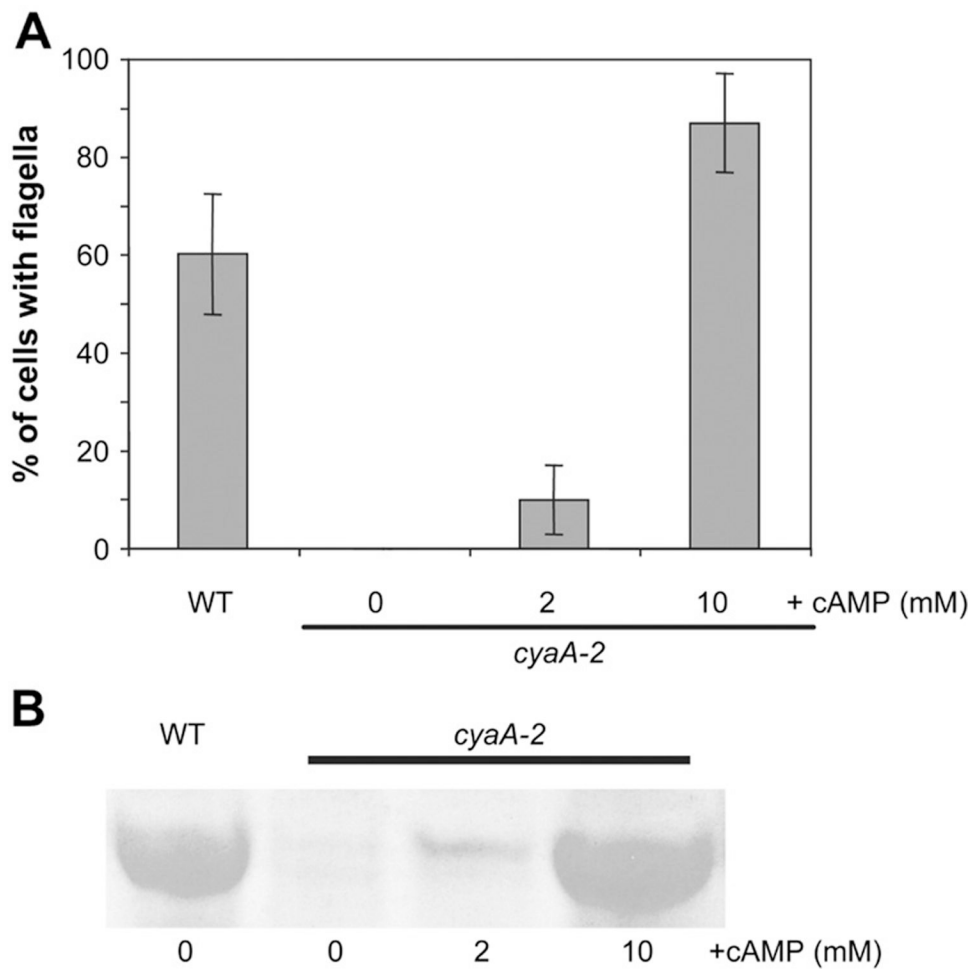 A
% of cells with flagella
100
80
60
40
20
0
WT 0 2 10 + cAMP (mM)
cyaA-2
B
WT cyaA-2
0 0 2 10 +cAMP (mM)